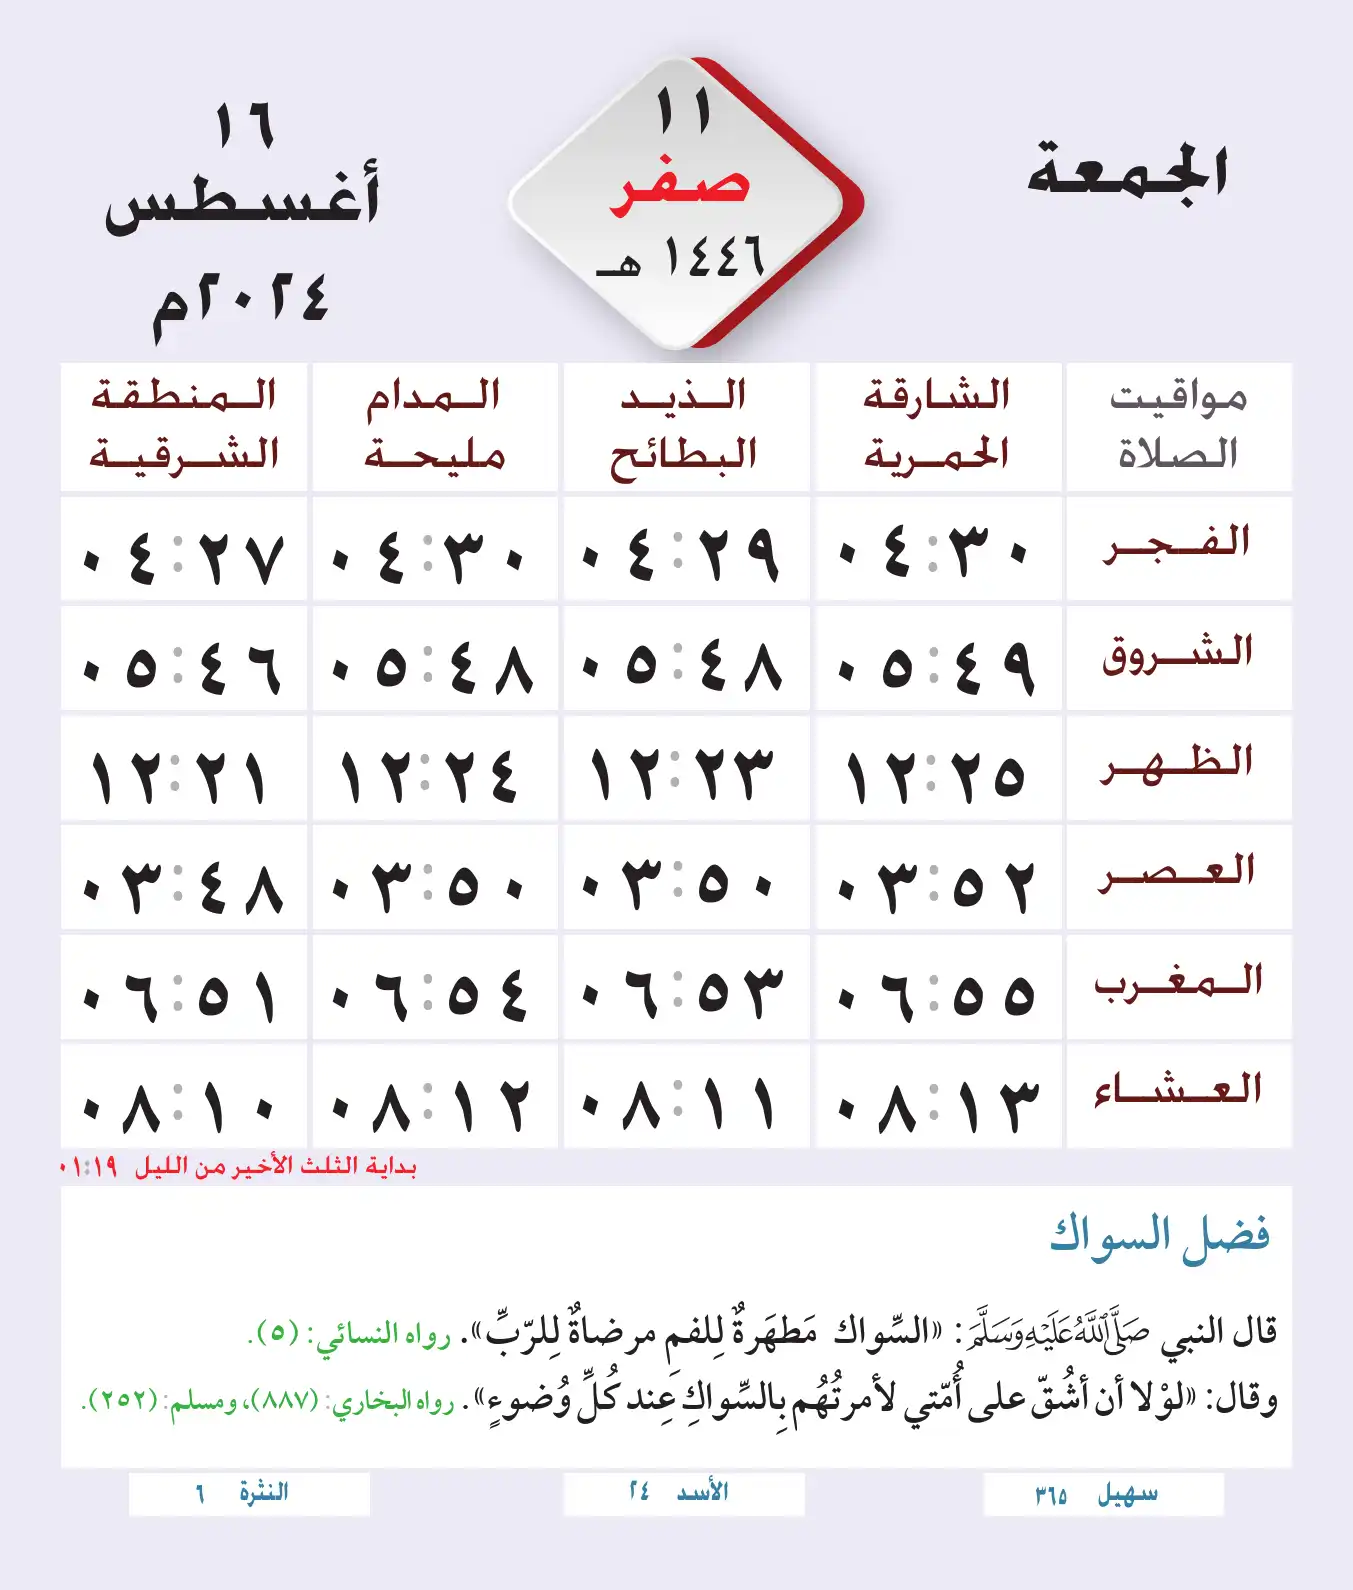 الجمعة
١١
صفر
١٤٤٦ هـ
١٦
أغسطس
٢٠٢٤م
مواقيت الصلاة	الشارقة الحمرية	الذيد البطائح	المدام مليحة	المنطقة الشرقية
الفجر	٠٤:٣٠	٠٤:٢٩	٠٤:٣٠	٠٤:٢٧
الشروق	٠٥:٤٩	٠٥:٤٨	٠٥:٤٨	٠٥:٤٦
الظهر	١٢:٢٥	١٢:٢٣	١٢:٢٤	١٢:٢١
العصر	٠٣:٥٢	٠٣:٥٠	٠٣:٥٠	٠٣:٤٨
المغرب	٠٦:٥٥	٠٦:٥٣	٠٦:٥٤	٠٦:٥١
العشاء	٠٨:١٣	٠٨:١١	٠٨:١٢	٠٨:١٠
بداية الثلث الأخير من الليل ٠١:١٩
فضل السواك
قال النبي صَلَّى اللَّهُ عَلَيْهِ وَسَلَّمَ: «السِّواك مَطهَرةٌ لِلفمِ مرضاةٌ لِلرّبِّ». رواه النسائي: (٥).
وقال: «لوْلا أن أشُقّ على أُمّتي لأمرتُهُم بِالسِّواكِ عِند كُلِّ وُضوءٍ». رواه البخاري: (٨٨٧)، ومسلم: (٢٥٢).
سهيل ٣٦٥
الأسد ٢٤
النثرة ٦